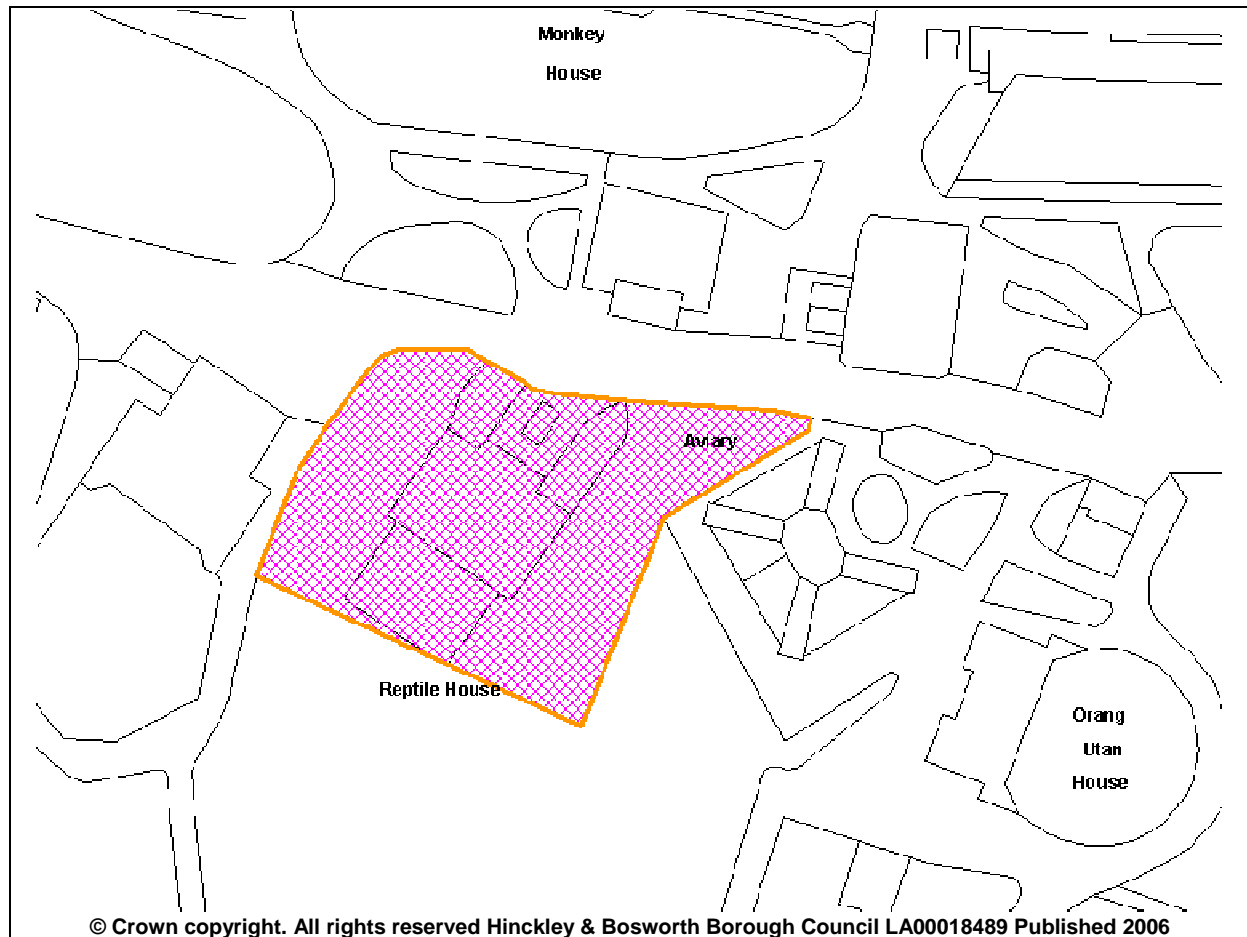 Monkey
House
Aviary
Reptile House
Orang
Utan
House
© Crown copyright. All rights reserved Hinckley & Bosworth Borough Council LA00018489 Published 2006